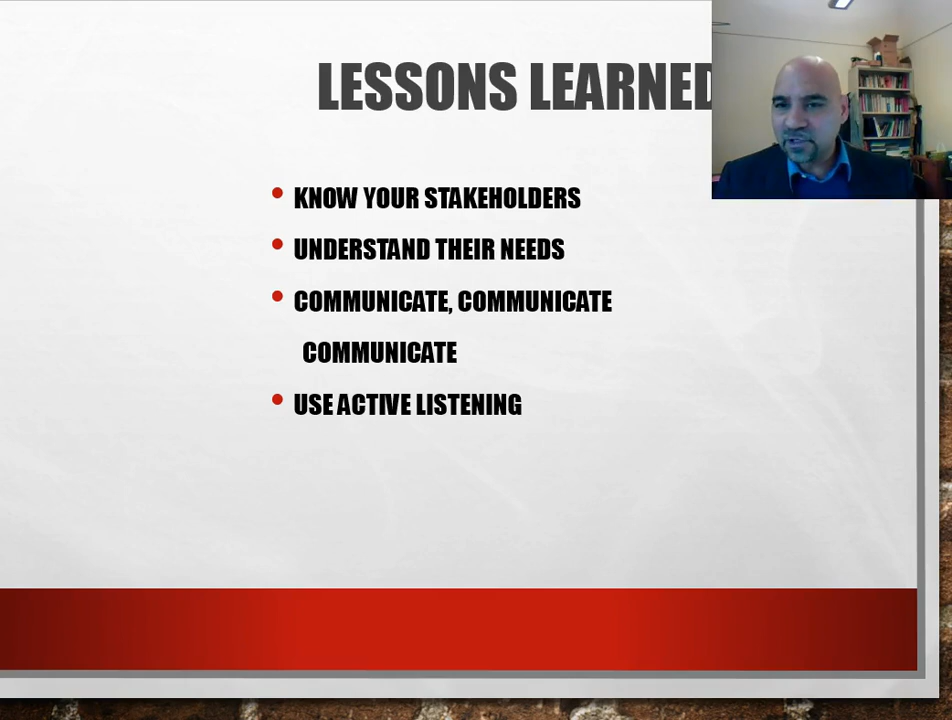 LESSONS LEARNED
KNOW YOUR STAKEHOLDERS
UNDERSTAND THEIR NEEDS
COMMUNICATE, COMMUNICATE
COMMUNICATE
USE ACTIVE LISTENING